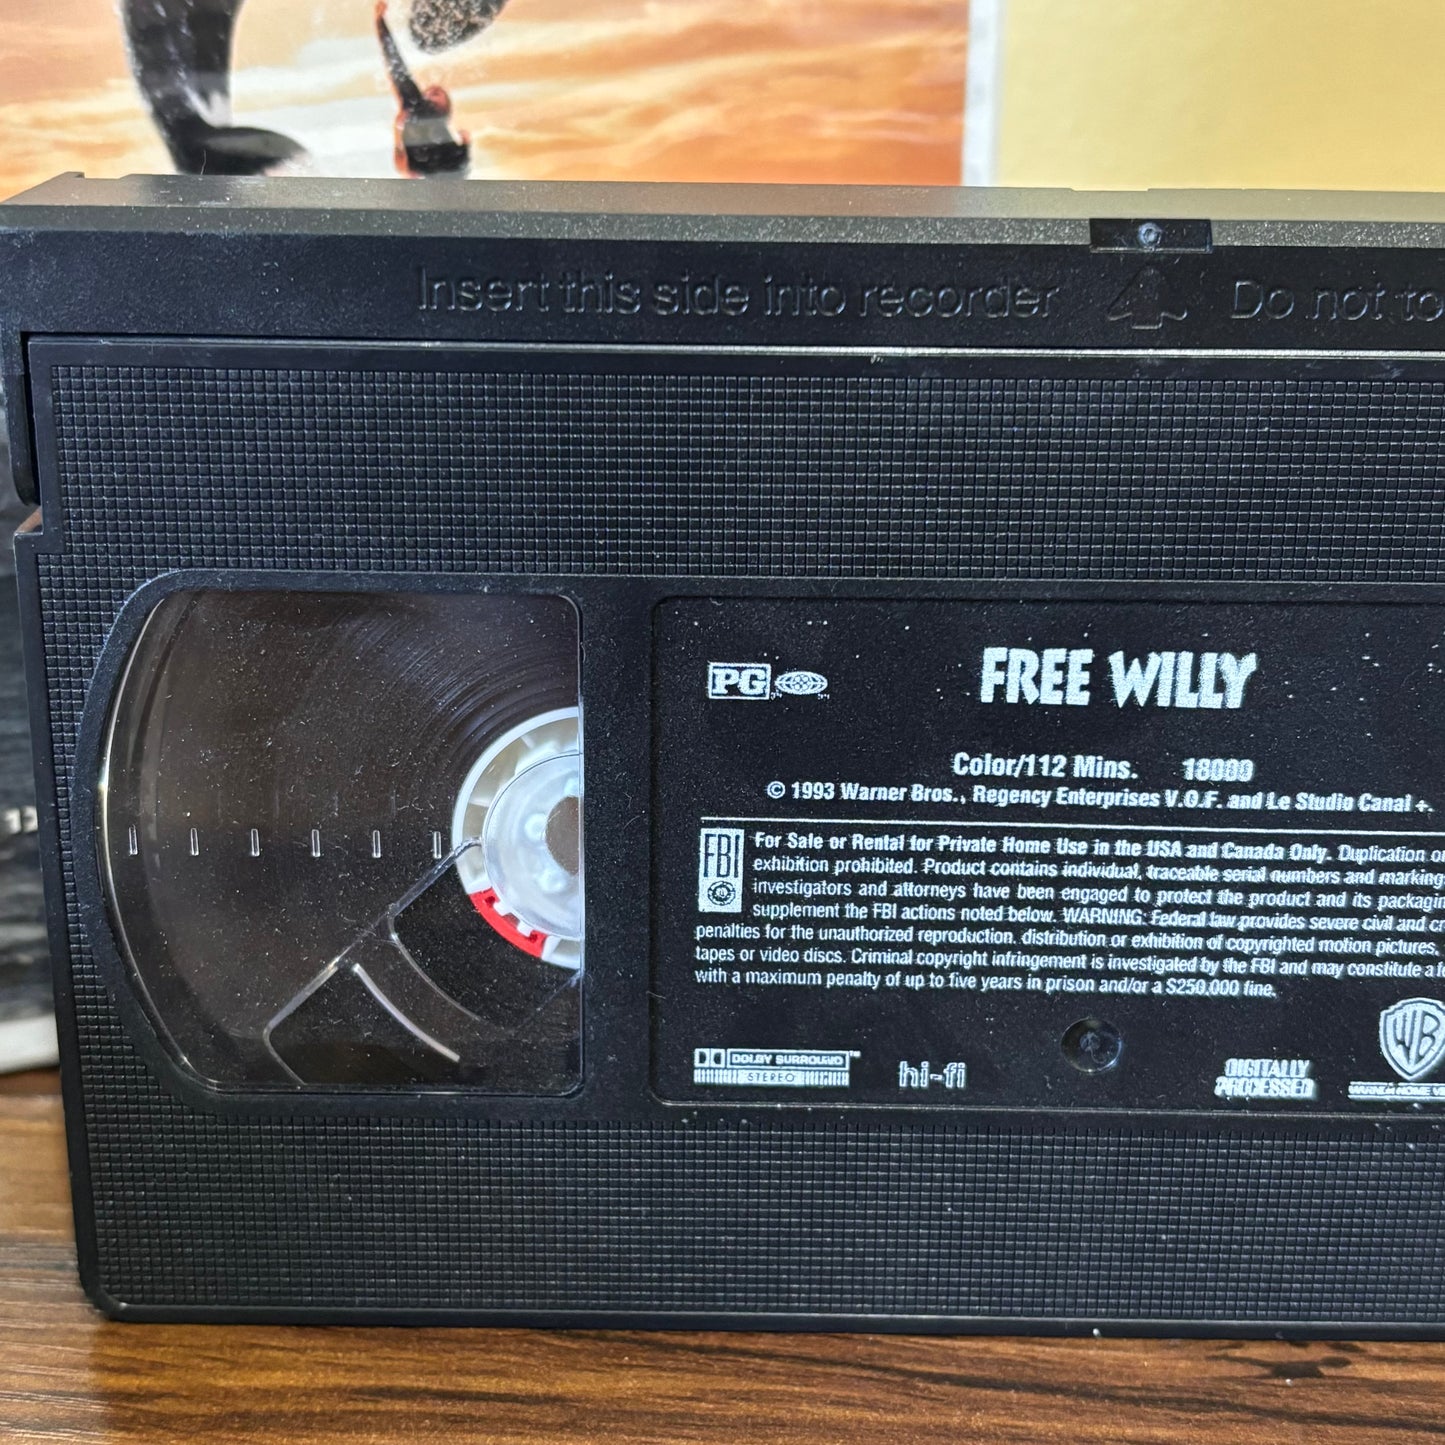 Insert this side into recorder Do not to
PG
FREE WILLY
Color/112 Mins. 18000
© 1993 Warner Bros., Regency Enterprises V.O.F. and Le Studio Canal +.
FBI
For Sale or Rental for Private Home Use in the USA and Canada Only. Duplication or
exhibition prohibited. Product contains individual, traceable serial numbers and marking
investigators and attorneys have been engaged to protect the product and its packagin
supplement the FBI actions noted below. WARNING: Federal law provides severe civil and cr
penalties for the unauthorized reproduction, distribution or exhibition of copyrighted motion pictures,
tapes or video discs. Criminal copyright infringement is investigated by the FBI and may constitute a fe
with a maximum penalty of up to five years in prison and/or a $250,000 fine.
DOLBY SURROUND™
STEREO
hi-fi
DIGITALLY
PROCESSED
WB
WARNER HOME VI